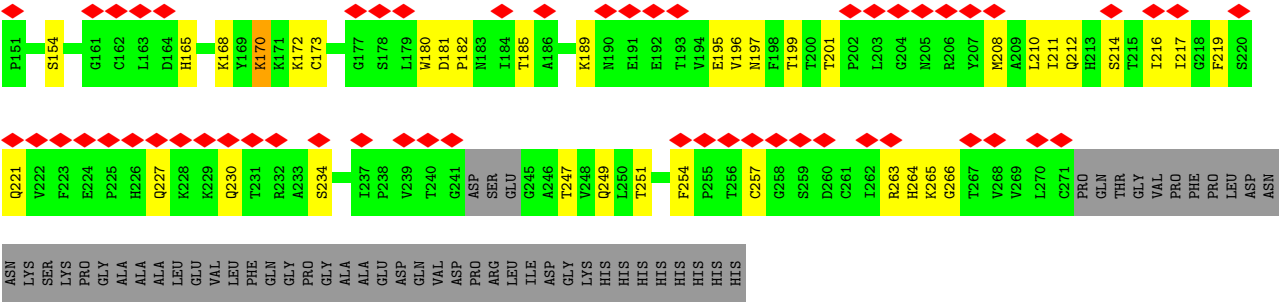 P151 S154 G161 C162 L163 D164 H165 K168 Y169 K170 K171 K172 C173 G177 S178 L179 W180 D181 P182 N183 I184 T185 A186 K189 N190 E191 E192 T193 V194 E195 V196 N197 F198 T199 T200 T201 P202 L203 G204 N205 R206 Y207 M208 A209 L210 I211 Q212 H213 S214 T215 I216 I217 G218 F219 S220
Q221 V222 F223 E224 P225 H226 Q227 K228 K229 Q230 T231 R232 A233 S234 I237 P238 V239 T240 G241 ASP SER GLU G245 A246 T247 V248 Q249 L250 T251 F254 P255 T256 C257 G258 S259 D260 C261 I262 R263 H264 K265 G266 T267 V268 V269 L270 C271 PRO GLN THR GLY VAL PRO PHE PRO LEU ASP ASN
ASN LYS SER LYS PRO GLY ALA ALA ALA LEU GLU VAL LEU PHE GLN GLY PRO GLY ALA ALA GLU ASP GLN VAL ASP PRO ARG LEU ILE ASP GLY LYS HIS HIS HIS HIS HIS HIS HIS HIS